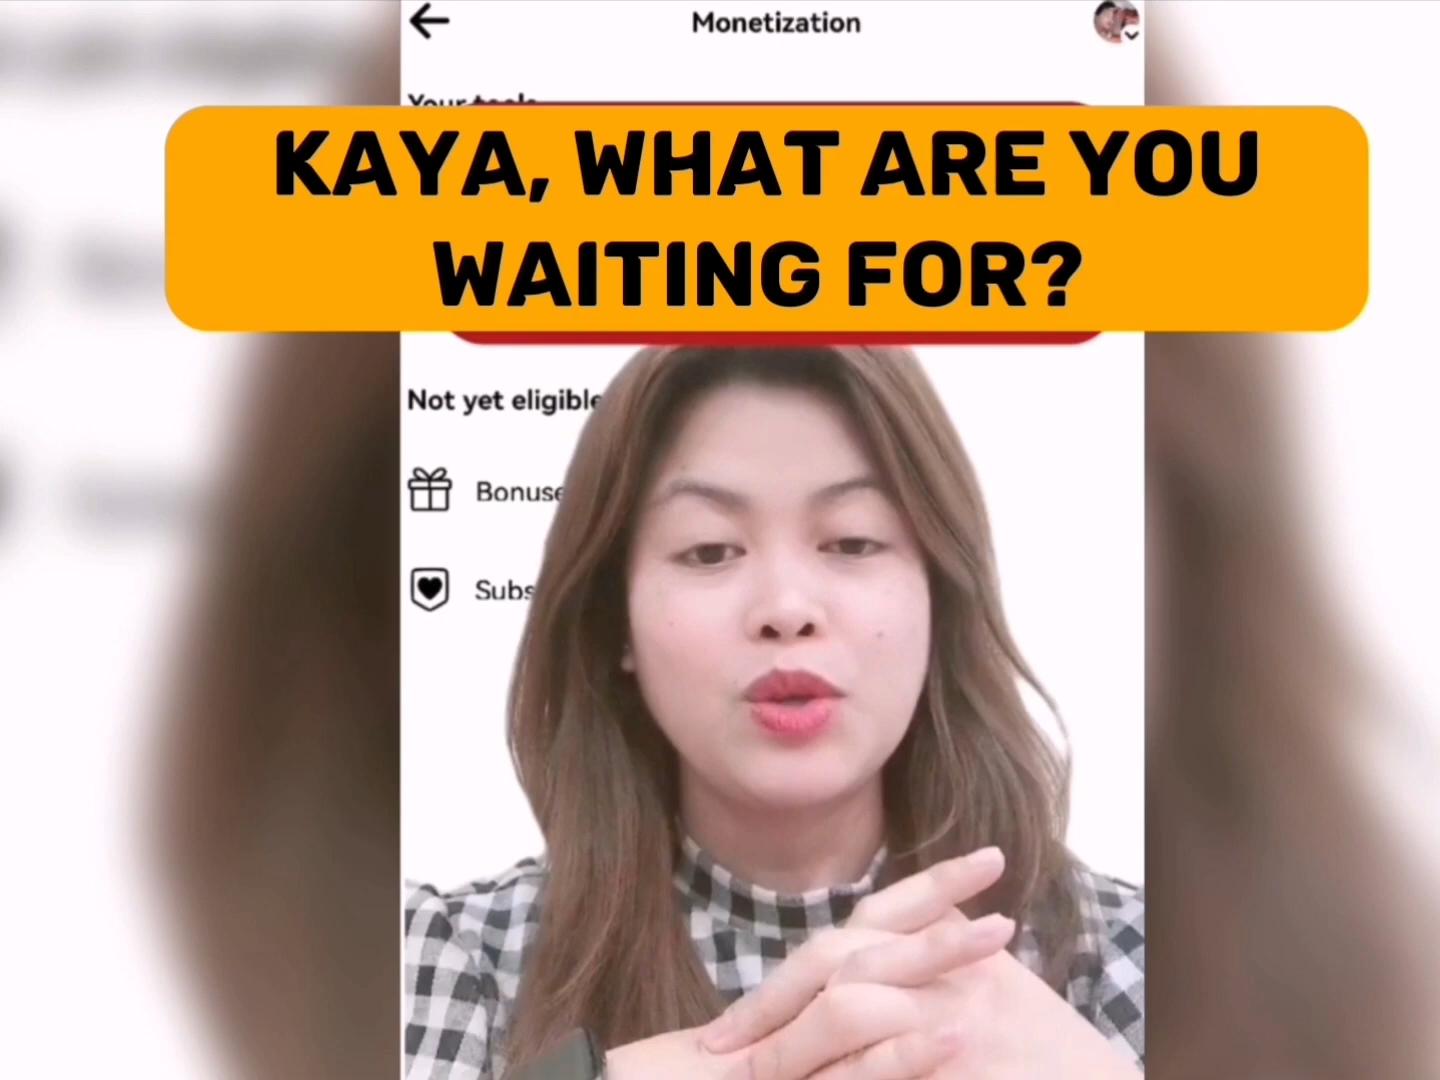 Monetization
KAYA, WHAT ARE YOU
WAITING FOR?
Not yet eligible